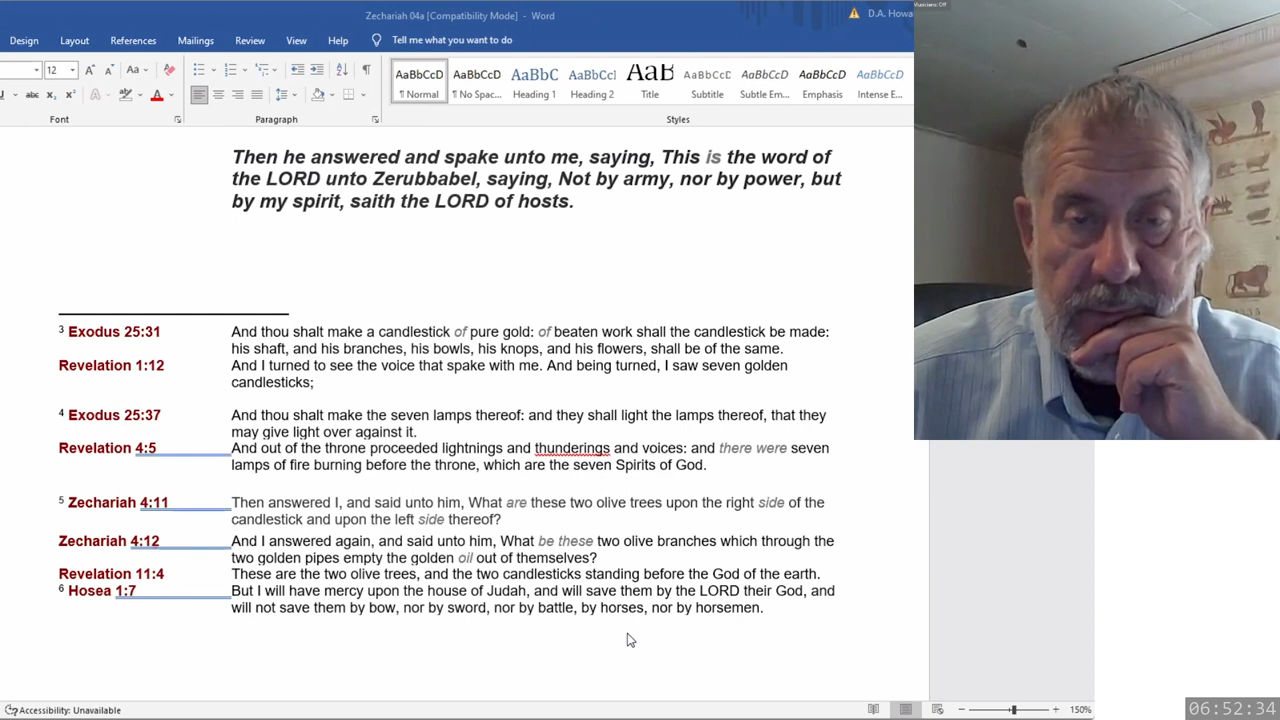 Zechariah 04a [Compatibility Mode] - Word
D.A. Howa
Musicians: Off
Design Layout References Mailings Review View Help Tell me what you want to do
12 Aa
AaBbCcD AaBbCcD AaBbC AaBbCc AaB AaBbCcD AaBbCcD AaBbCcD AaBbCcD
¶ Normal ¶ No Spac... Heading 1 Heading 2 Title Subtitle Subtle Em... Emphasis Intense E...
Font Paragraph Styles
Then he answered and spake unto me, saying, This is the word of
the LORD unto Zerubbabel, saying, Not by army, nor by power, but
by my spirit, saith the LORD of hosts.
3 Exodus 25:31 And thou shalt make a candlestick of pure gold: of beaten work shall the candlestick be made:
his shaft, and his branches, his bowls, his knops, and his flowers, shall be of the same.
Revelation 1:12 And I turned to see the voice that spake with me. And being turned, I saw seven golden
candlesticks;
4 Exodus 25:37 And thou shalt make the seven lamps thereof: and they shall light the lamps thereof, that they
may give light over against it.
Revelation 4:5 And out of the throne proceeded lightnings and thunderings and voices: and there were seven
lamps of fire burning before the throne, which are the seven Spirits of God.
5 Zechariah 4:11 Then answered I, and said unto him, What are these two olive trees upon the right side of the
candlestick and upon the left side thereof?
Zechariah 4:12 And I answered again, and said unto him, What be these two olive branches which through the
two golden pipes empty the golden oil out of themselves?
Revelation 11:4 These are the two olive trees, and the two candlesticks standing before the God of the earth.
6 Hosea 1:7 But I will have mercy upon the house of Judah, and will save them by the LORD their God, and
will not save them by bow, nor by sword, nor by battle, by horses, nor by horsemen.
Accessibility: Unavailable
150%
06:52:34